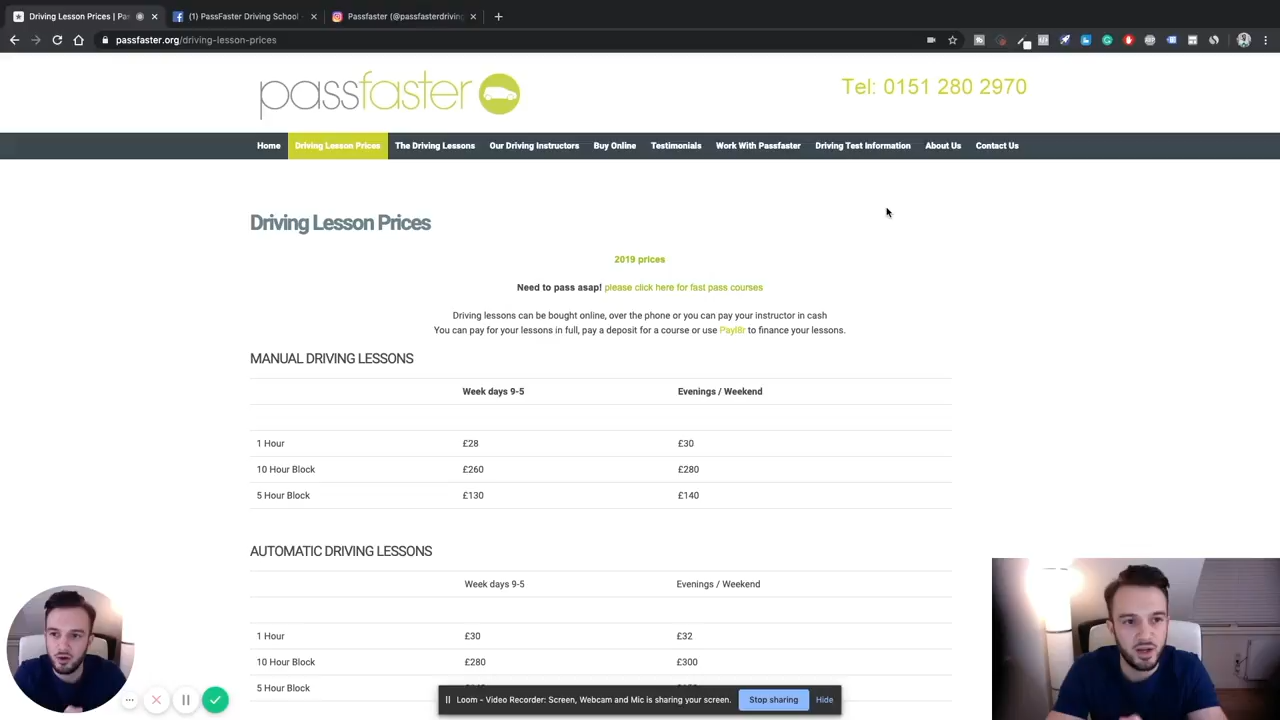 Driving Lesson Prices | Pa
(1) PassFaster Driving School
Passfaster (@passfasterdriving
passfaster.org/driving-lesson-prices
passfaster
Tel: 0151 280 2970
Home Driving Lesson Prices The Driving Lessons Our Driving Instructors Buy Online Testimonials Work With Passfaster Driving Test Information About Us Contact Us
Driving Lesson Prices
2019 prices
Need to pass asap! please click here for fast pass courses
Driving lessons can be bought online, over the phone or you can pay your instructor in cash
You can pay for your lessons in full, pay a deposit for a course or use Payl8r to finance your lessons.
MANUAL DRIVING LESSONS
Week days 9-5 Evenings / Weekend
1 Hour £28 £30
10 Hour Block £260 £280
5 Hour Block £130 £140
AUTOMATIC DRIVING LESSONS
Week days 9-5 Evenings / Weekend
1 Hour £30 £32
10 Hour Block £280 £300
5 Hour Block
Loom – Video Recorder: Screen, Webcam and Mic is sharing your screen. Stop sharing Hide